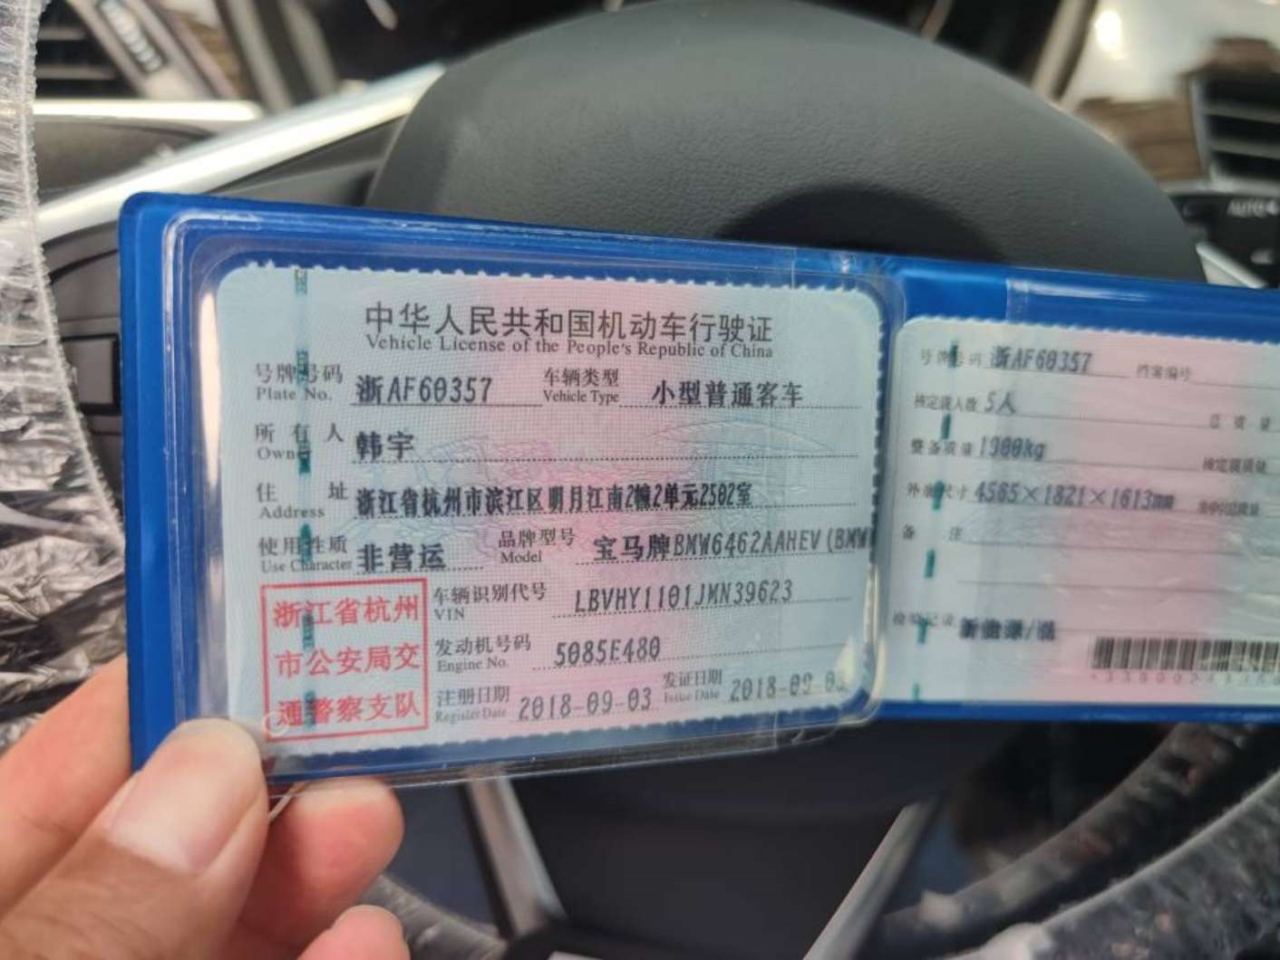 AUTO
中华人民共和国机动车行驶证
Vehicle License of the People's Republic of China
号牌号码 浙AF60357 车辆类型 小型普通客车
Plate No. Vehicle Type
所有人 韩宇
Owner
住址 浙江省杭州市滨江区明月江南2幢2单元2502室
Address
使用性质 非营运 品牌型号 宝马牌BMW6462AAHEV(BMW
Use Character Model
浙江省杭州
市公安局交
通警察支队
车辆识别代号 LBVHY1101JMN39623
VIN
发动机号码 5085E480
Engine No.
注册日期 2018-09-03 发证日期 2018-09-03
Register Date Issue Date
号牌号码 浙AF60357 档案编号
核定载人数 5人 总质量
整备质量 1900kg 核定载质量
外廓尺寸 4565×1821×1613mm
备注
检验记录